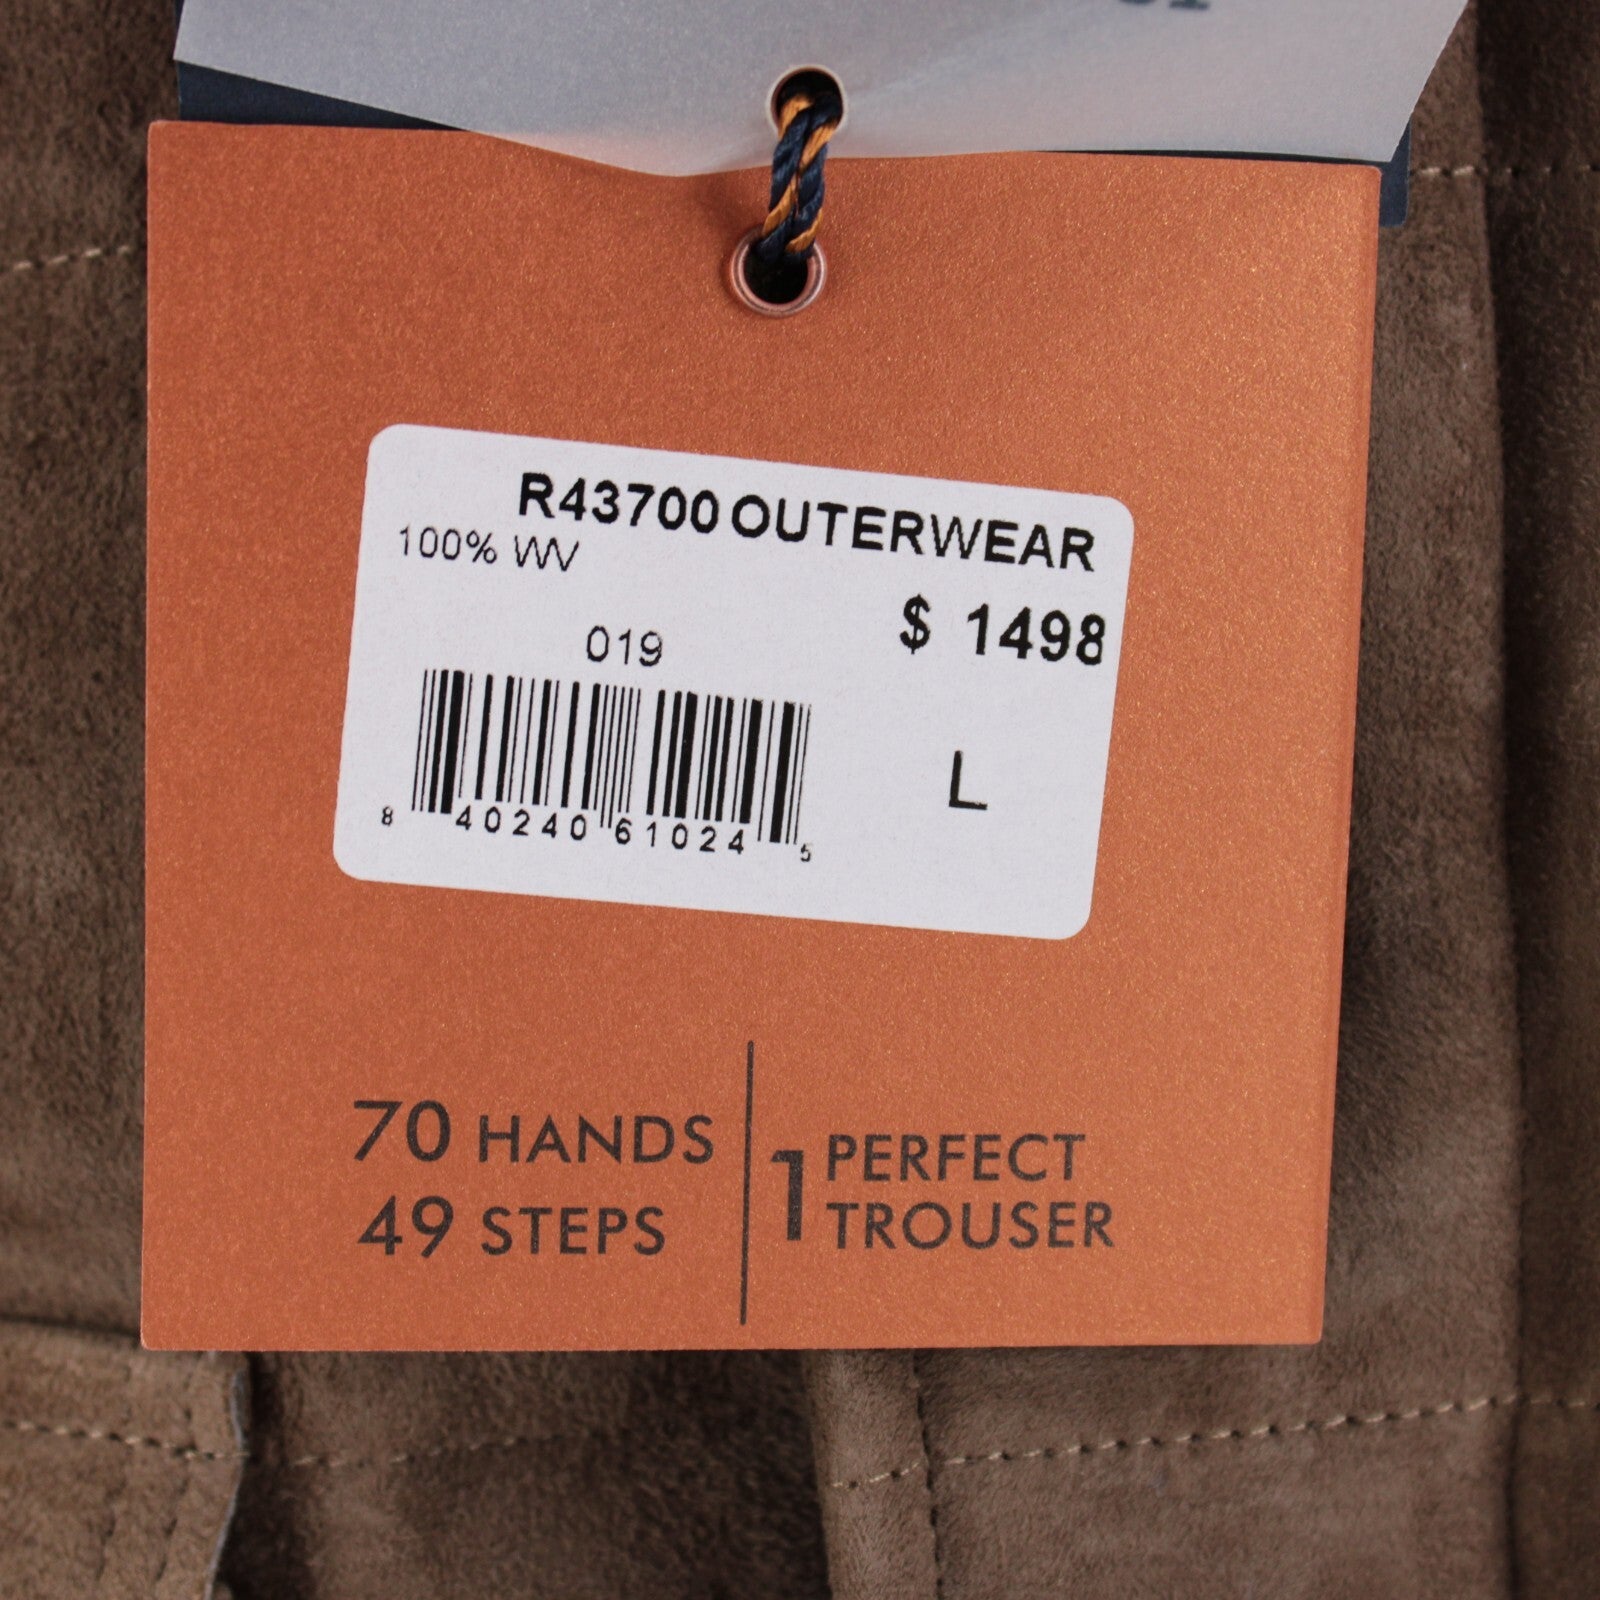 R43700 OUTERWEAR
100% WV
$ 1498
019
L
8 40240 61024 5
70 HANDS
49 STEPS
1 PERFECT
TROUSER